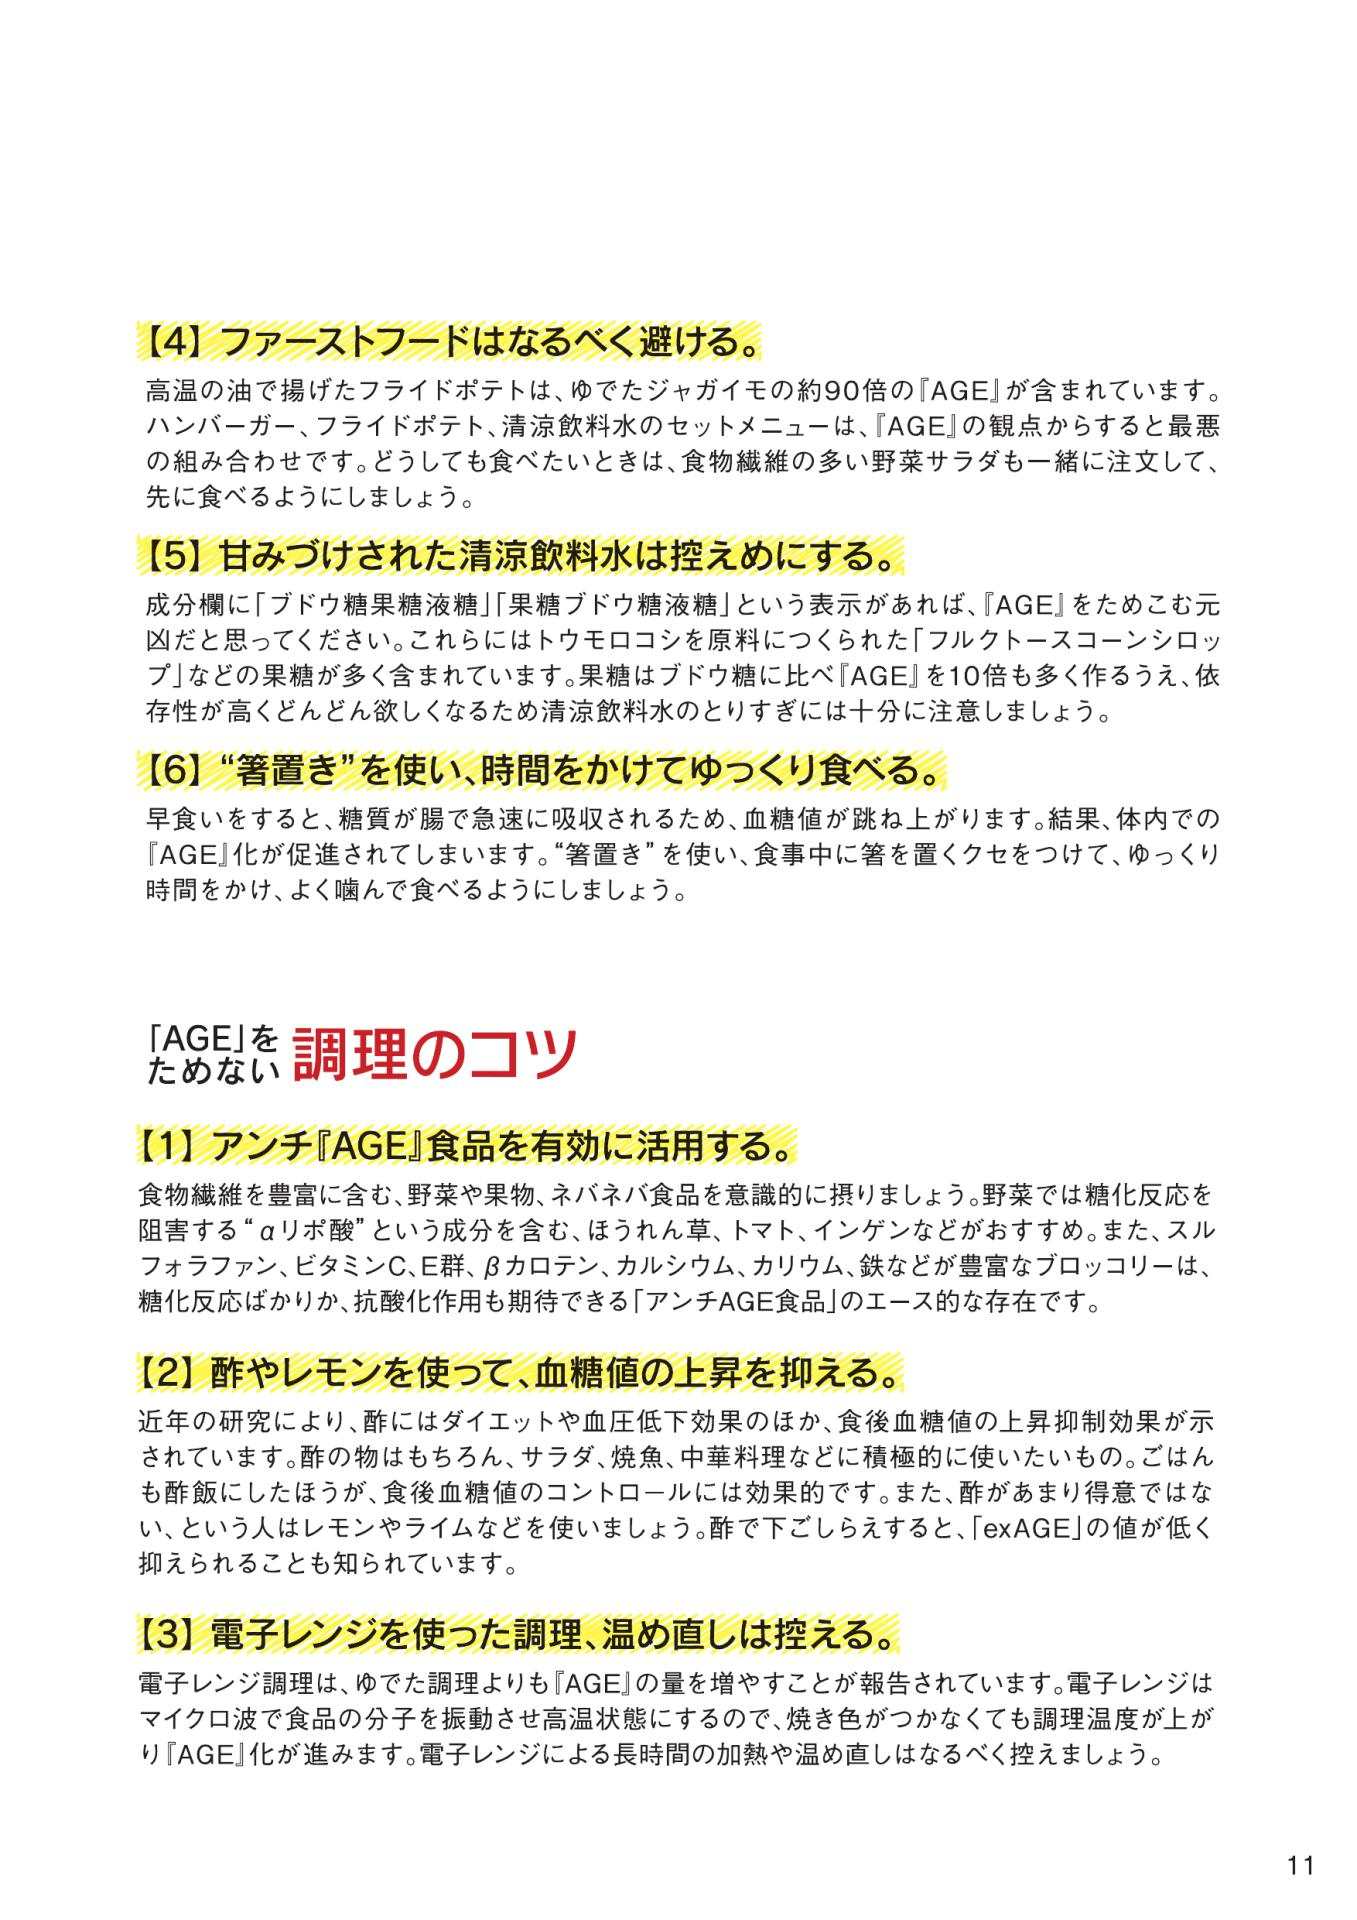 【4】 ファーストフードはなるべく避ける。
高温の油で揚げたフライドポテトは、ゆでたジャガイモの約90倍の『AGE』が含まれています。
ハンバーガー、フライドポテト、清涼飲料水のセットメニューは、『AGE』の観点からすると最悪
の組み合わせです。どうしても食べたいときは、食物繊維の多い野菜サラダも一緒に注文して、
先に食べるようにしましょう。
【5】 甘みづけされた清涼飲料水は控えめにする。
成分欄に「ブドウ糖果糖液糖」「果糖ブドウ糖液糖」という表示があれば、『AGE』をためこむ元
凶だと思ってください。これらにはトウモロコシを原料につくられた「フルクトースコーンシロッ
プ」などの果糖が多く含まれています。果糖はブドウ糖に比べ『AGE』を10倍も多く作るうえ、依
存性が高くどんどん欲しくなるため清涼飲料水のとりすぎには十分に注意しましょう。
【6】 “箸置き”を使い、時間をかけてゆっくり食べる。
早食いをすると、糖質が腸で急速に吸収されるため、血糖値が跳ね上がります。結果、体内での
『AGE』化が促進されてしまいます。“箸置き”を使い、食事中に箸を置くクセをつけて、ゆっくり
時間をかけ、よく噛んで食べるようにしましょう。
「AGE」を
ためない 調理のコツ
【1】 アンチ『AGE』食品を有効に活用する。
食物繊維を豊富に含む、野菜や果物、ネバネバ食品を意識的に摂りましょう。野菜では糖化反応を
阻害する“αリポ酸”という成分を含む、ほうれん草、トマト、インゲンなどがおすすめ。また、スル
フォラファン、ビタミンC、E群、βカロテン、カルシウム、カリウム、鉄などが豊富なブロッコリーは、
糖化反応ばかりか、抗酸化作用も期待できる「アンチAGE食品」のエース的な存在です。
【2】 酢やレモンを使って、血糖値の上昇を抑える。
近年の研究により、酢にはダイエットや血圧低下効果のほか、食後血糖値の上昇抑制効果が示
されています。酢の物はもちろん、サラダ、焼魚、中華料理などに積極的に使いたいもの。ごはん
も酢飯にしたほうが、食後血糖値のコントロールには効果的です。また、酢があまり得意ではな
い、という人はレモンやライムなどを使いましょう。酢で下ごしらえすると、「exAGE」の値が低く
抑えられることも知られています。
【3】 電子レンジを使った調理、温め直しは控える。
電子レンジ調理は、ゆでた調理よりも『AGE』の量を増やすことが報告されています。電子レンジは
マイクロ波で食品の分子を振動させ高温状態にするので、焼き色がつかなくても調理温度が上が
り『AGE』化が進みます。電子レンジによる長時間の加熱や温め直しはなるべく控えましょう。
11